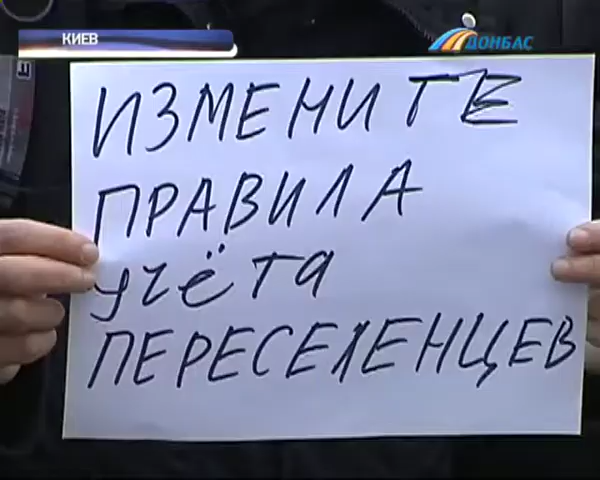 КИЕВ
ДОНБАС
ИЗМЕНИТЕ
ПРАВИЛА
УЧЁТА
ПЕРЕСЕЛЕНЦЕВ